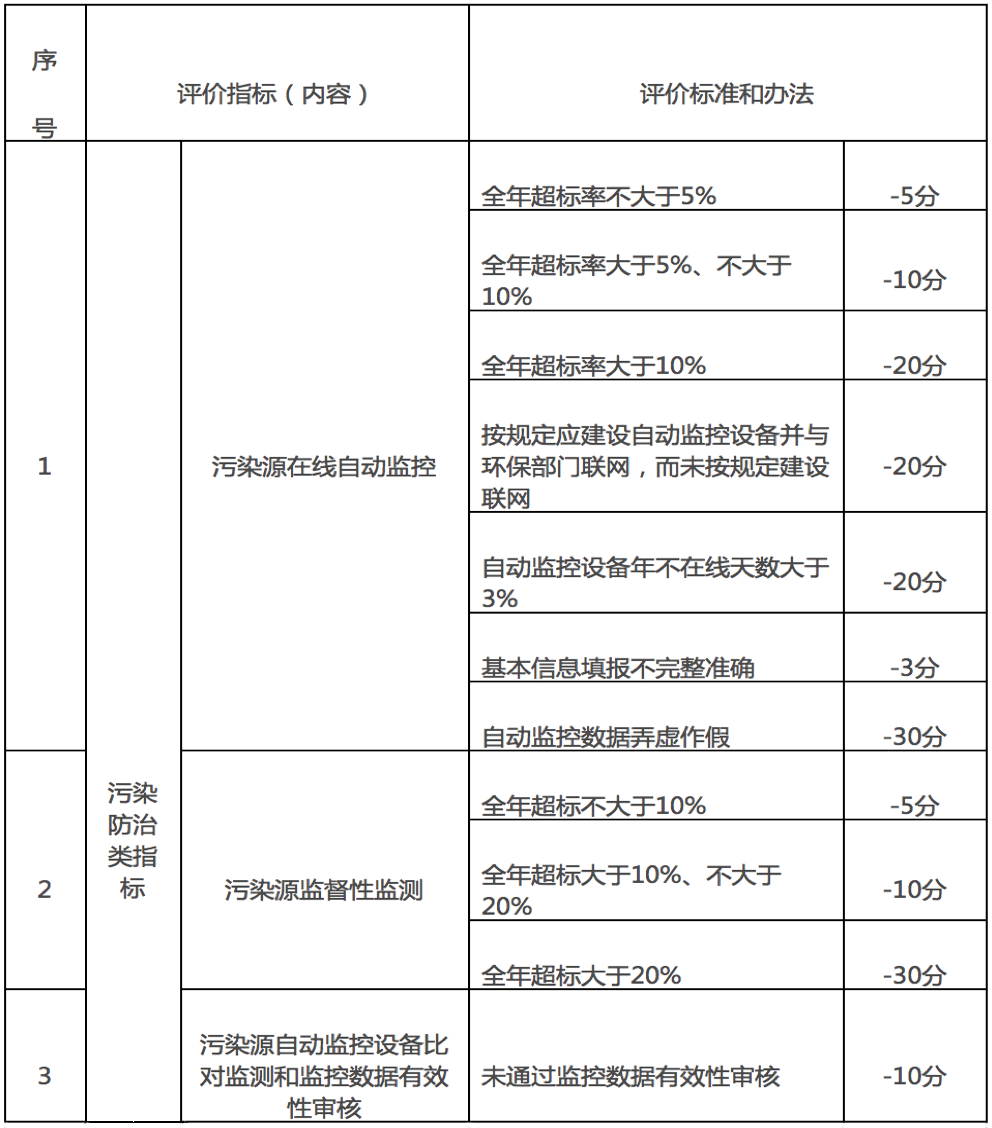 序
号
评价指标（内容）
评价标准和办法
1
污染防治类指标
污染源在线自动监控
全年超标率不大于5%
-5分
全年超标率大于5%、不大于
10%
-10分
全年超标率大于10%
-20分
按规定应建设自动监控设备并与
环保部门联网，而未按规定建设
联网
-20分
自动监控设备年不在线天数大于
3%
-20分
基本信息填报不完整准确
-3分
自动监控数据弄虚作假
-30分
2
污染源监督性监测
全年超标不大于10%
-5分
全年超标大于10%、不大于
20%
-10分
全年超标大于20%
-30分
3
污染源自动监控设备比
对监测和监控数据有效
性审核
未通过监控数据有效性审核
-10分